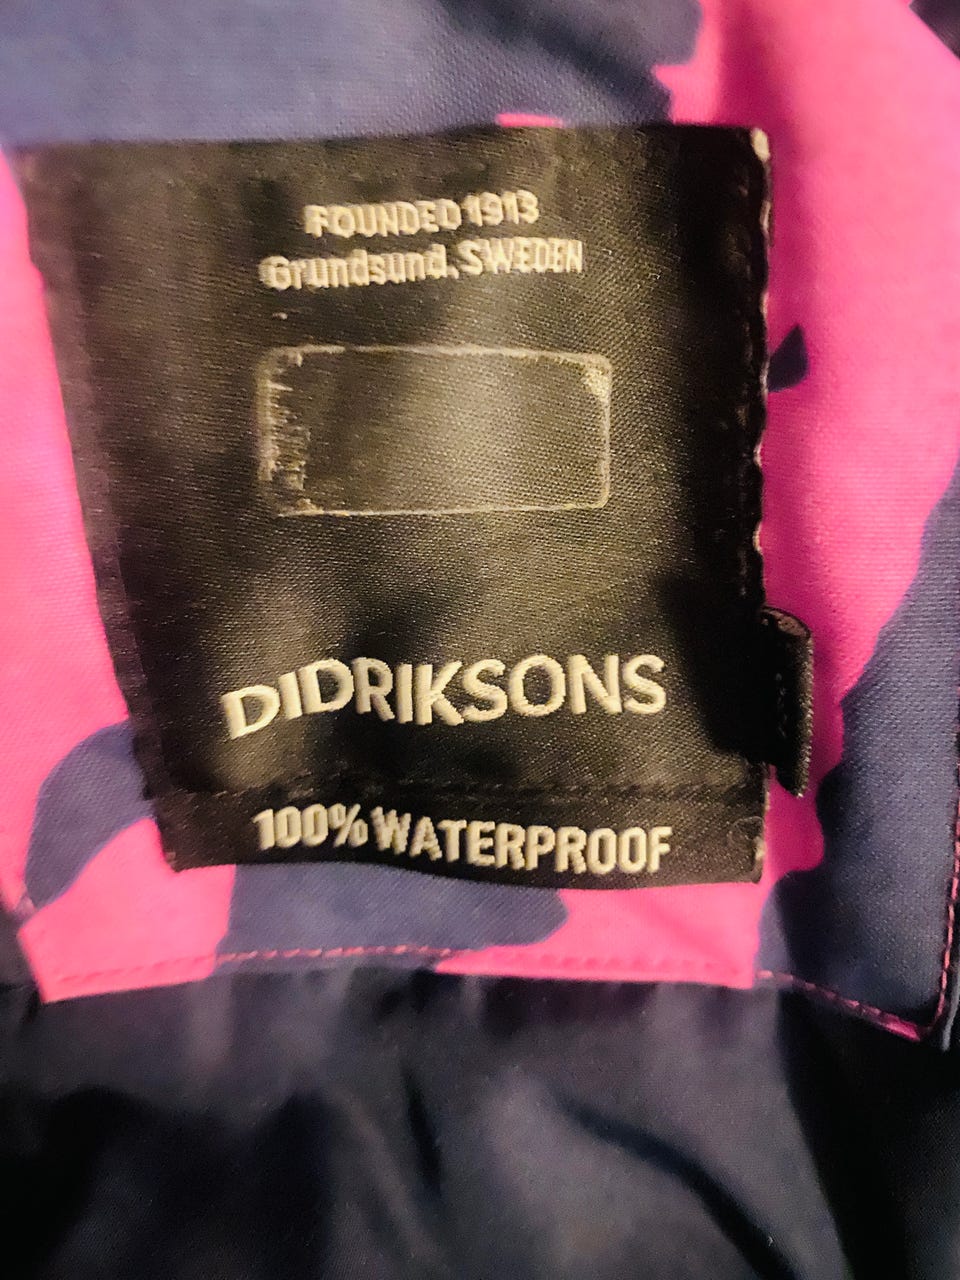 FOUNDED 1913
Grundsund, SWEDEN
DIDRIKSONS
100% WATERPROOF